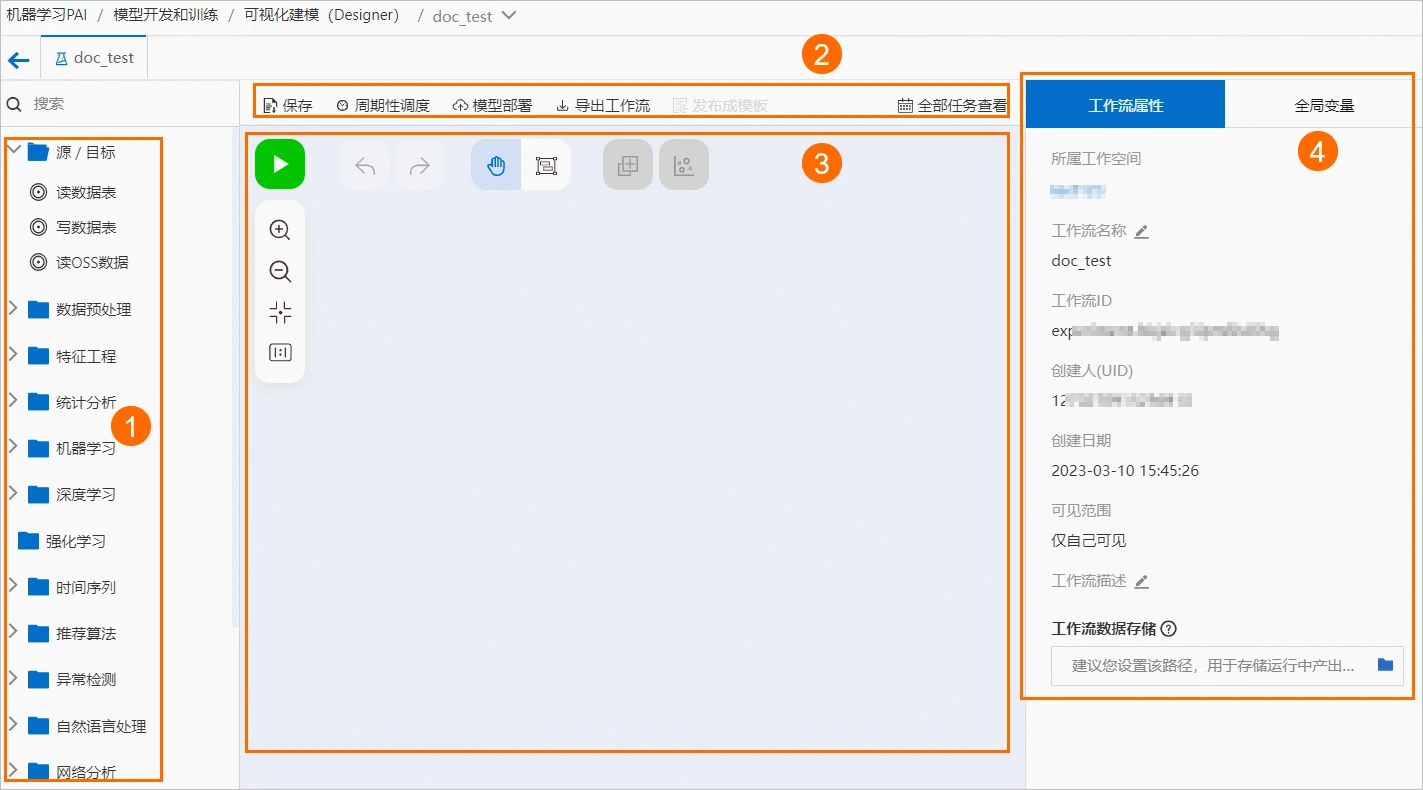 机器学习PAI / 模型开发和训练 / 可视化建模（Designer） / doc_test
doc_test
搜索
源 / 目标
读数据表
写数据表
读OSS数据
数据预处理
特征工程
统计分析
机器学习
深度学习
强化学习
时间序列
推荐算法
异常检测
自然语言处理
网络分析
1
2
保存 周期性调度 模型部署 导出工作流 发布成模板 全部任务查看
3
工作流属性 全局变量
4
所属工作空间
工作流名称
doc_test
工作流ID
exp
创建人(UID)
12
创建日期
2023-03-10 15:45:26
可见范围
仅自己可见
工作流描述
工作流数据存储
建议您设置该路径，用于存储运行中产出...